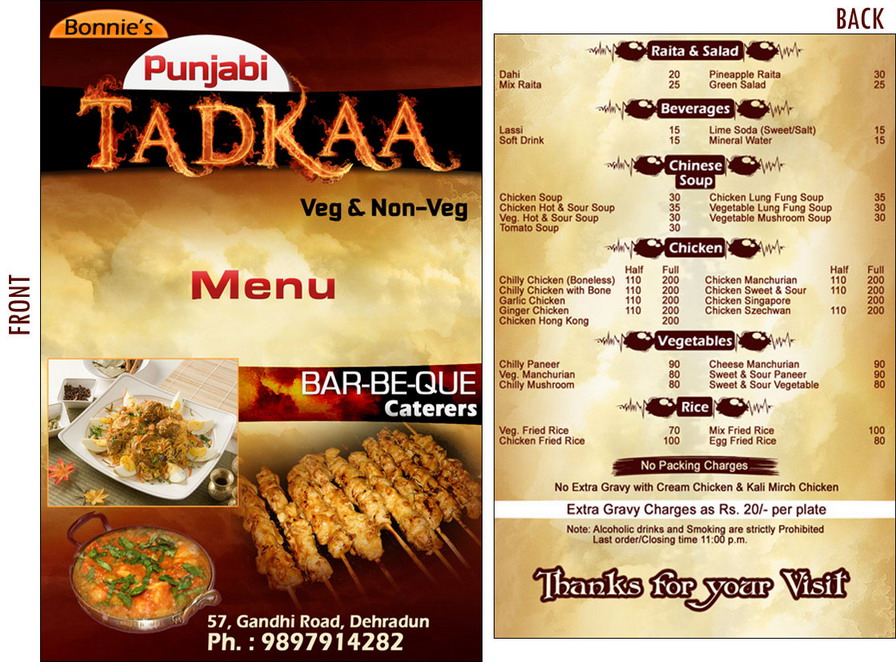 FRONT
Bonnie's
Punjabi
TADKAA
Veg & Non-Veg
Menu
BAR-BE-QUE
Caterers
57, Gandhi Road, Dehradun
Ph. : 9897914282
BACK
Raita & Salad
Dahi 20 Pineapple Raita 30
Mix Raita 25 Green Salad 25
Beverages
Lassi 15 Lime Soda (Sweet/Salt) 15
Soft Drink 15 Mineral Water 15
Chinese
Soup
Chicken Soup 30 Chicken Lung Fung Soup 35
Chicken Hot & Sour Soup 35 Vegetable Lung Fung Soup 30
Veg. Hot & Sour Soup 30 Vegetable Mushroom Soup 30
Tomato Soup 30
Chicken
Half Full Half Full
Chilly Chicken (Boneless) 110 200 Chicken Manchurian 110 200
Chilly Chicken with Bone 110 200 Chicken Sweet & Sour 110 200
Garlic Chicken 110 200 Chicken Singapore 200
Ginger Chicken 110 200 Chicken Szechwan 110 200
Chicken Hong Kong 200
Vegetables
Chilly Paneer 90 Cheese Manchurian 90
Veg. Manchurian 80 Sweet & Sour Paneer 90
Chilly Mushroom 80 Sweet & Sour Vegetable 80
Rice
Veg. Fried Rice 70 Mix Fried Rice 100
Chicken Fried Rice 100 Egg Fried Rice 80
No Packing Charges
No Extra Gravy with Cream Chicken & Kali Mirch Chicken
Extra Gravy Charges as Rs. 20/- per plate
Note: Alcoholic drinks and Smoking are strictly Prohibited
Last order/Closing time 11:00 p.m.
Thanks for your Visit